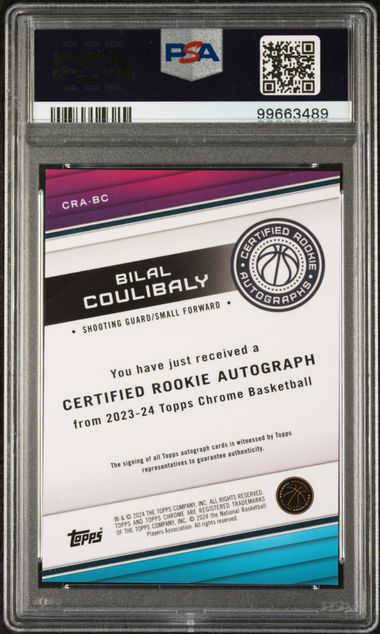 PSA
99663489
CRA-BC
BILAL
COULIBALY
CERTIFIED ROOKIE
AUTOGRAPHS
• SHOOTING GUARD/SMALL FORWARD •
You have just received a
CERTIFIED ROOKIE AUTOGRAPH
from 2023-24 Topps Chrome Basketball
The signing of all Topps autograph cards is witnessed by Topps
representatives to guarantee authenticity.
® & © 2024 THE TOPPS COMPANY, INC. ALL RIGHTS RESERVED.
TOPPS AND TOPPS CHROME ARE REGISTERED TRADEMARKS
OF THE TOPPS COMPANY, INC. © 2024 the National Basketball
Players Association. All rights reserved.
Topps